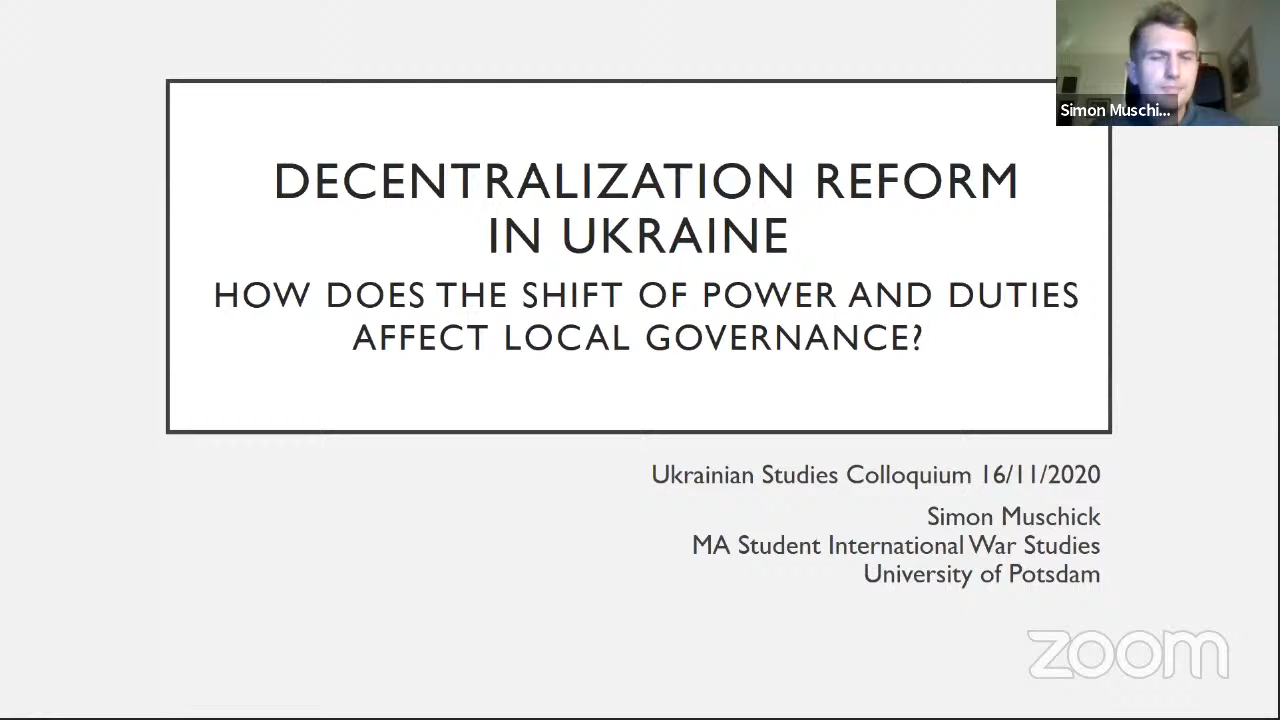 Simon Muschi...
DECENTRALIZATION REFORM
IN UKRAINE
HOW DOES THE SHIFT OF POWER AND DUTIES
AFFECT LOCAL GOVERNANCE?
Ukrainian Studies Colloquium 16/11/2020
Simon Muschick
MA Student International War Studies
University of Potsdam
zoom